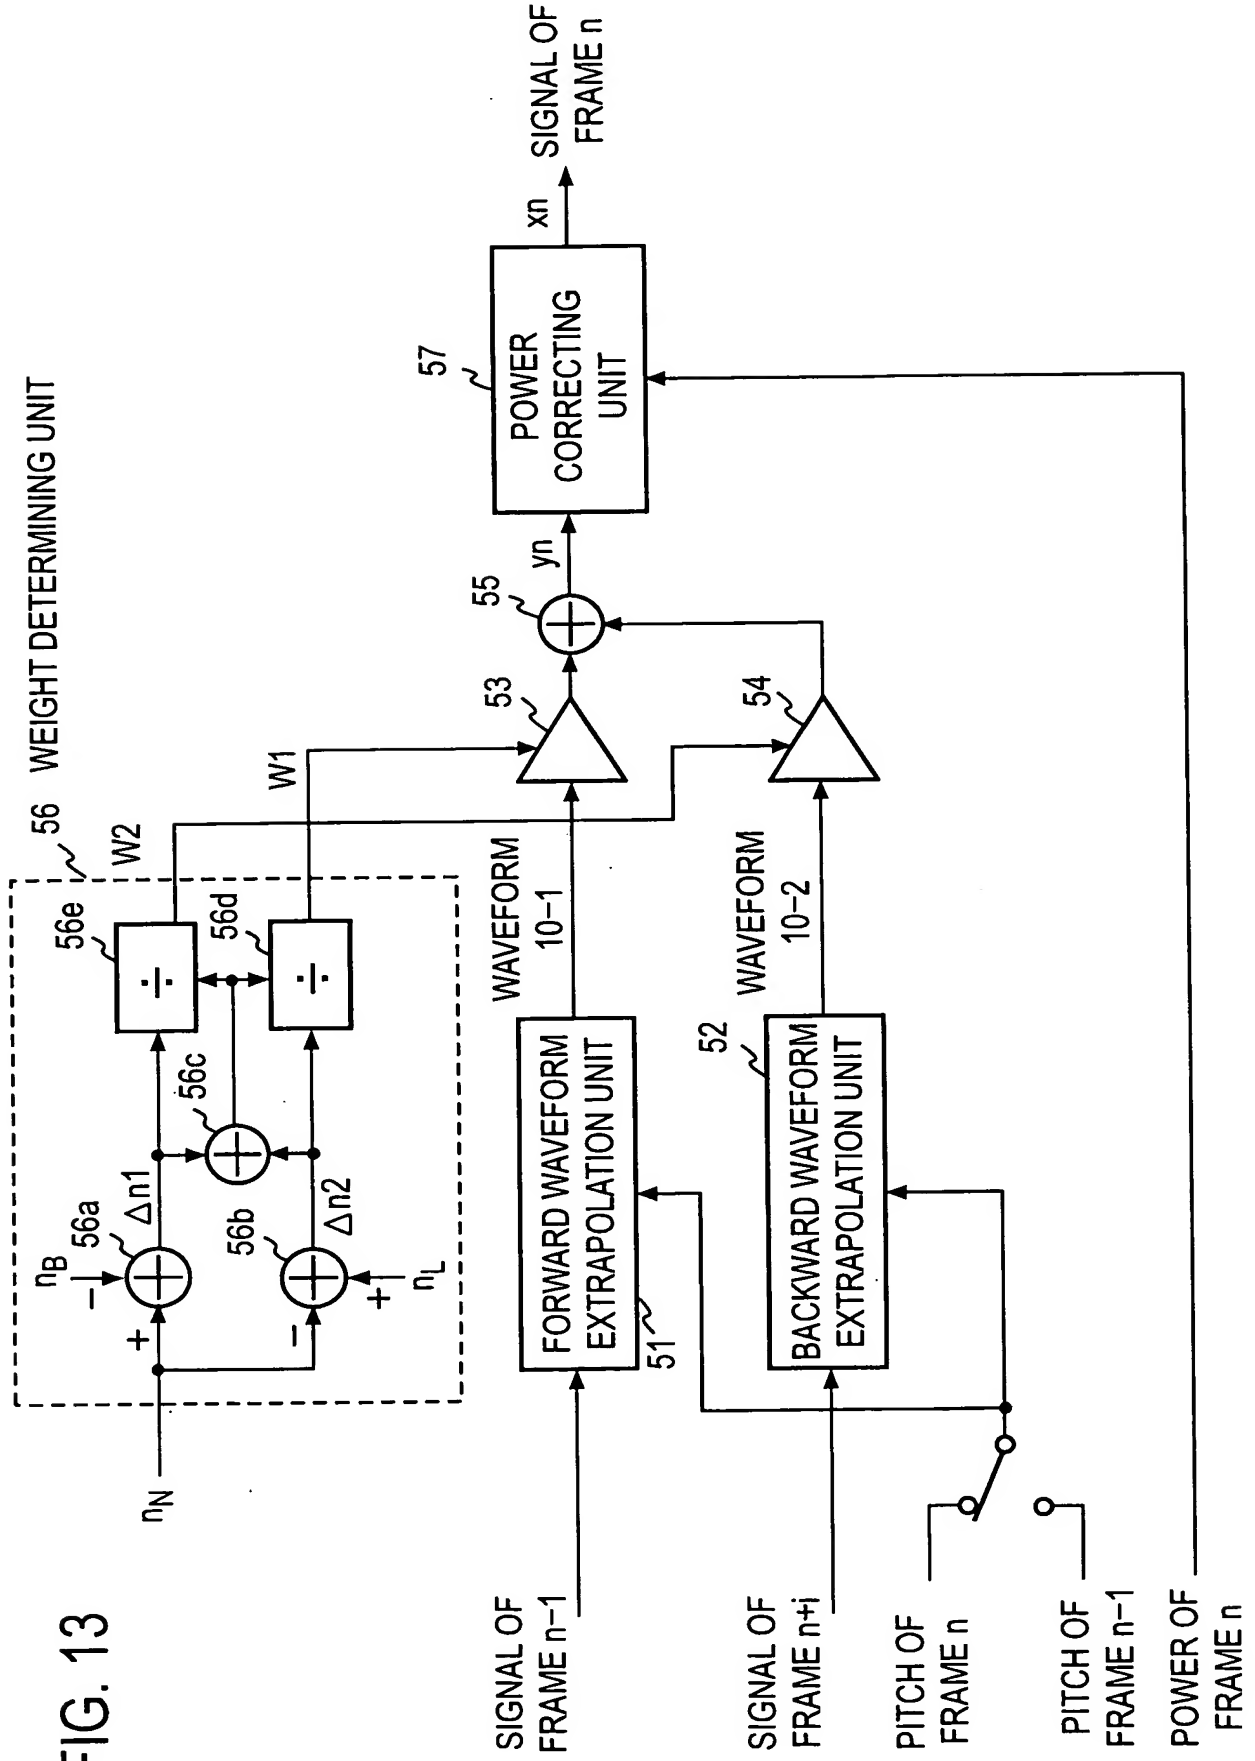 FIG. 13
56 WEIGHT DETERMINING UNIT
n_N
n_B
−
+
56a
Δn1
56c
56e
÷
W2
−
+
n_L
56b
Δn2
56d
÷
W1
SIGNAL OF
FRAME n−1
FORWARD WAVEFORM
EXTRAPOLATION UNIT
51
WAVEFORM
10−1
53
55
yn
57
POWER
CORRECTING
UNIT
xn
SIGNAL OF
FRAME n
SIGNAL OF
FRAME n+i
BACKWARD WAVEFORM
EXTRAPOLATION UNIT
52
WAVEFORM
10−2
54
PITCH OF
FRAME n
PITCH OF
FRAME n−1
POWER OF
FRAME n